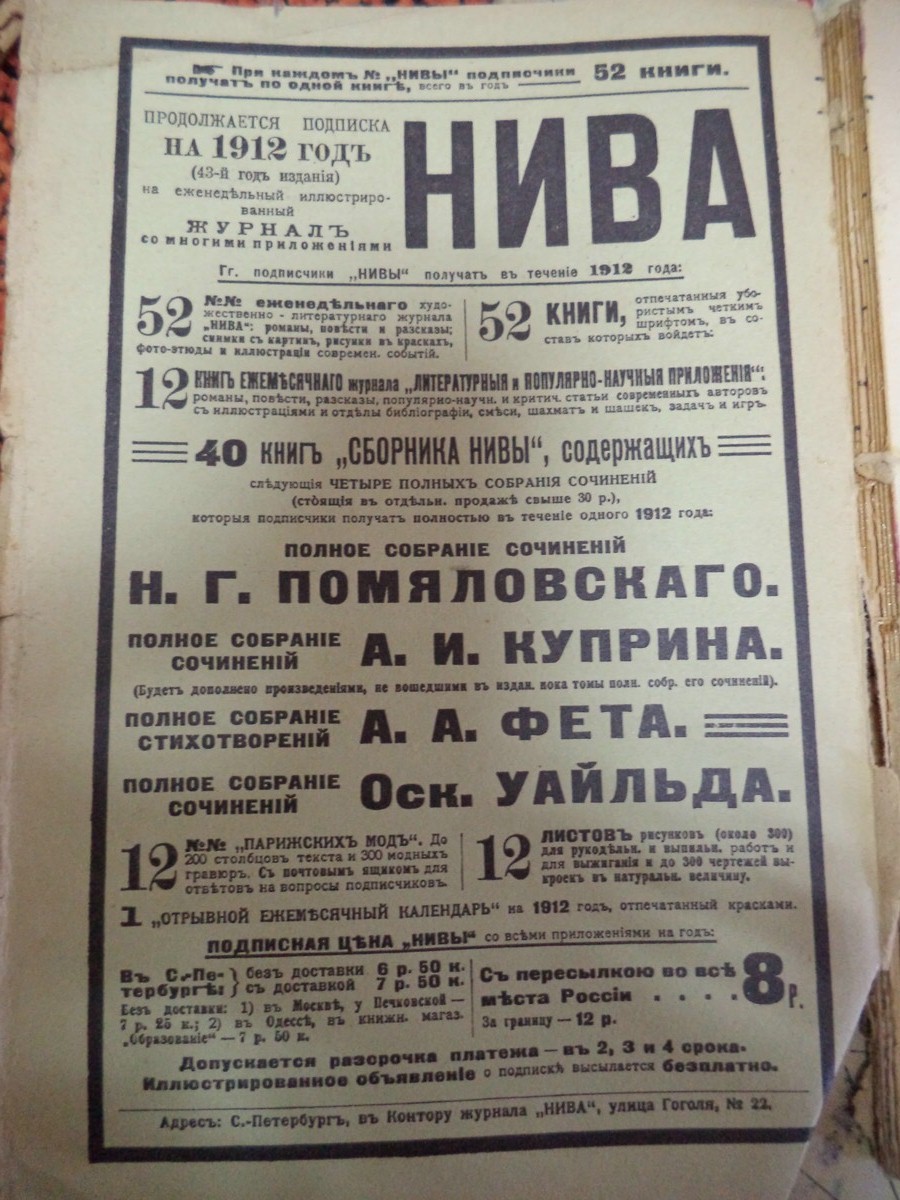 При каждомъ № „НИВЫ“ подписчики
получатъ по одной книгѣ, всего въ годъ — 52 КНИГИ.
ПРОДОЛЖАЕТСЯ ПОДПИСКА
НА 1912 ГОДЪ
(43-й годъ изданія)
на еженедѣльный иллюстриро-
ванный
ЖУРНАЛЪ
со многими приложеніями
НИВА
Гг. подписчики „НИВЫ“ получатъ въ теченіе 1912 года:
52 №№ еженедѣльнаго худо-
жественно-литературнаго журнала
„НИВА“: романы, повѣсти и разсказы;
снимки съ картинъ, рисунки въ краскахъ,
фото-этюды и иллюстраціи современ. событій.
52 КНИГИ, отпечатанныя убо-
ристымъ четкимъ
шрифтомъ, въ со-
ставъ которыхъ войдетъ:
12 КНИГЪ ЕЖЕМѢСЯЧНАГО журнала „ЛИТЕРАТУРНЫЯ и ПОПУЛЯРНО-НАУЧНЫЯ ПРИЛОЖЕНІЯ“:
романы, повѣсти, разсказы, популярно-научн. и критич. статьи современныхъ авторовъ
съ иллюстраціями и отдѣлы библіографіи, смѣси, шахматъ и шашекъ, задачъ и игръ.
40 КНИГЪ „СБОРНИКА НИВЫ“, содержащихъ
слѣдующія ЧЕТЫРЕ ПОЛНЫХЪ СОБРАНІЯ СОЧИНЕНІЙ
(стоящія въ отдѣльн. продажѣ свыше 30 р.),
которыя подписчики получатъ полностью въ теченіе одного 1912 года:
ПОЛНОЕ СОБРАНІЕ СОЧИНЕНІЙ
Н. Г. ПОМЯЛОВСКАГО.
ПОЛНОЕ СОБРАНІЕ
СОЧИНЕНІЙ
А. И. КУПРИНА.
(Будетъ дополнено произведеніями, не вошедшими въ издан. пока томы полн. собр. его сочиненій).
ПОЛНОЕ СОБРАНІЕ
СТИХОТВОРЕНІЙ
А. А. ФЕТА.
ПОЛНОЕ СОБРАНІЕ
СОЧИНЕНІЙ
Оск. УАЙЛЬДА.
12 №№ „ПАРИЖСКИХЪ МОДЪ“. До
200 столбцовъ текста и 300 модныхъ
гравюръ. Съ почтовымъ ящикомъ для
отвѣтовъ на вопросы подписчиковъ.
12 ЛИСТОВЪ рисунковъ (около 300)
для рукодѣльн. и выпильн. работъ и
для выжиганія и до 300 чертежей вы-
кроекъ въ натуральн. величину.
1 „ОТРЫВНОЙ ЕЖЕМѢСЯЧНЫЙ КАЛЕНДАРЬ“ на 1912 годъ, отпечатанный красками.
ПОДПИСНАЯ ЦѢНА „НИВЫ“ со всѣми приложеніями на годъ:
Въ С.-Пе-
тербургѣ:
} безъ доставки 6 р. 50 к.
съ доставкой 7 р. 50 к.
Безъ доставки: 1) въ Москвѣ, у Печковской —
7 р. 25 к.; 2) въ Одессѣ, въ книжн. магаз.
„Образованіе“ — 7 р. 50 к.
Съ пересылкою во всѣ
мѣста Россіи . . . . 8 р.
За границу — 12 р.
Допускается разсрочка платежа — въ 2, 3 и 4 срока.
Иллюстрированное объявленіе о подпискѣ высылается безплатно.
Адресъ: С.-Петербургъ, въ Контору журнала „НИВА“, улица Гоголя, № 22.